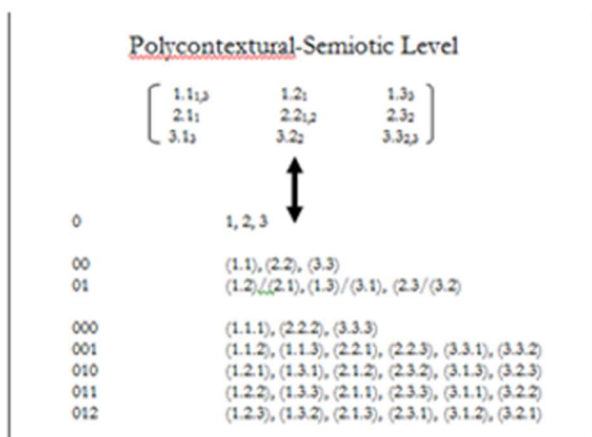 Polycontextural-Semiotic Level
1.1₁,₃ 1.2₁ 1.3₃
2.1₁ 2.2₁,₂ 2.3₂
3.1₃ 3.2₂ 3.3₂,₃
0 1, 2, 3
00 (1.1), (2.2), (3.3)
01 (1.2)//(2.1), (1.3)/(3.1), (2.3/(3.2)
000 (1.1.1), (2.2.2), (3.3.3)
001 (1.1.2), (1.1.3), (2.2.1), (2.2.3), (3.3.1), (3.3.2)
010 (1.2.1), (1.3.1), (2.1.2), (2.3.2), (3.1.3), (3.2.3)
011 (1.2.2), (1.3.3), (2.1.1), (2.3.3), (3.1.1), (3.2.2)
012 (1.2.3), (1.3.2), (2.1.3), (2.3.1), (3.1.2), (3.2.1)